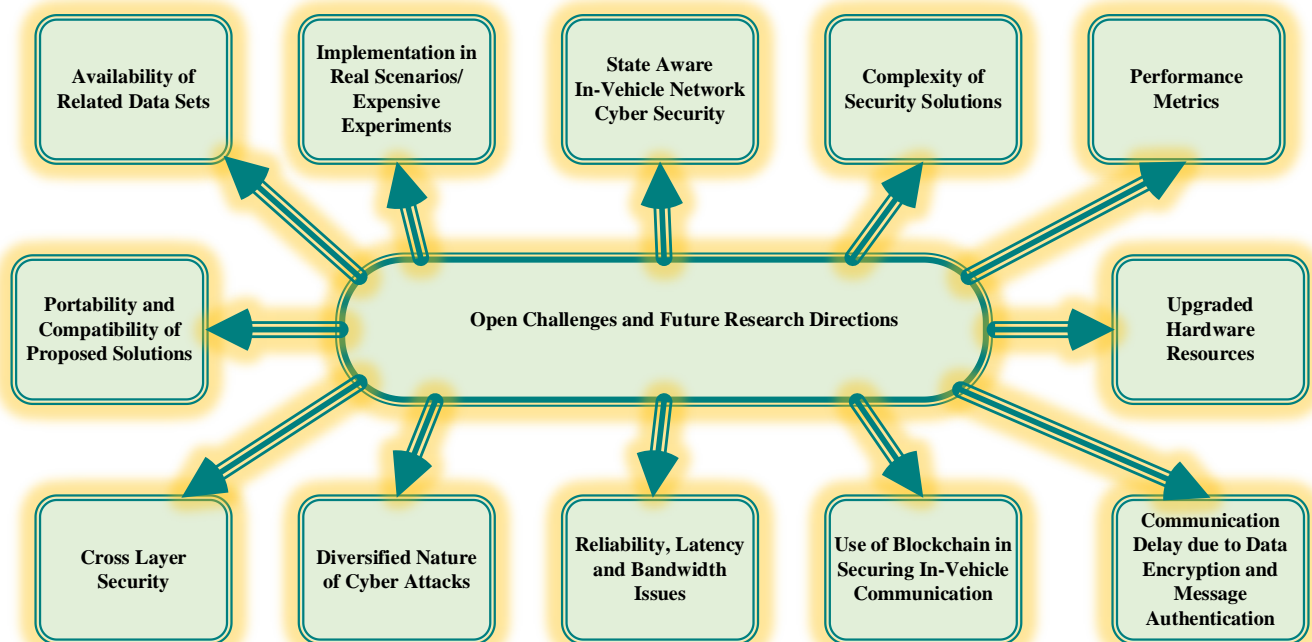 Availability of
Related Data Sets
Implementation in
Real Scenarios/
Expensive
Experiments
State Aware
In-Vehicle Network
Cyber Security
Complexity of
Security Solutions
Performance
Metrics
Portability and
Compatibility of
Proposed Solutions
Open Challenges and Future Research Directions
Upgraded
Hardware
Resources
Cross Layer
Security
Diversified Nature
of Cyber Attacks
Reliability, Latency
and Bandwidth
Issues
Use of Blockchain in
Securing In-Vehicle
Communication
Communication
Delay due to Data
Encryption and
Message
Authentication